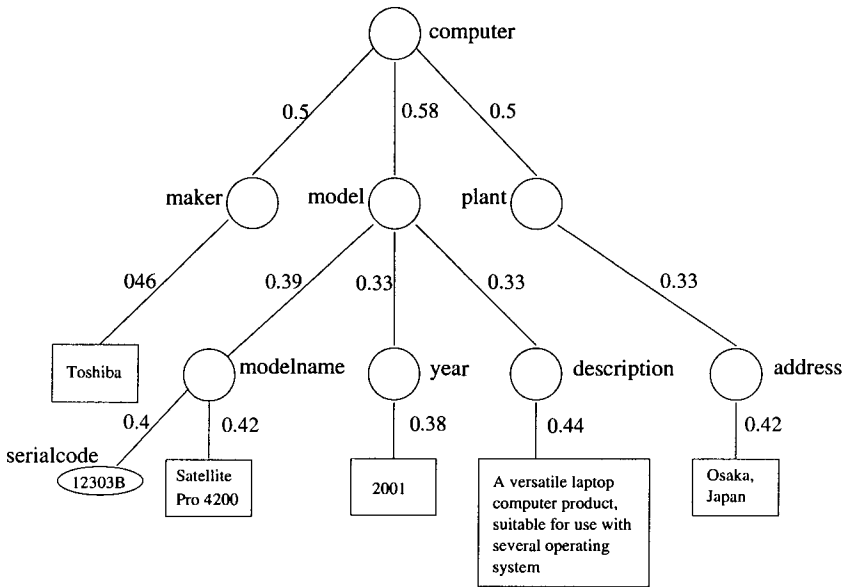 computer
0.5
0.58
0.5
maker
model
plant
046
0.39
0.33
0.33
0.33
Toshiba
modelname
year
description
address
0.4
0.42
0.38
0.44
0.42
serialcode
12303B
Satellite
Pro 4200
2001
A versatile laptop
computer product,
suitable for use with
several operating
system
Osaka,
Japan